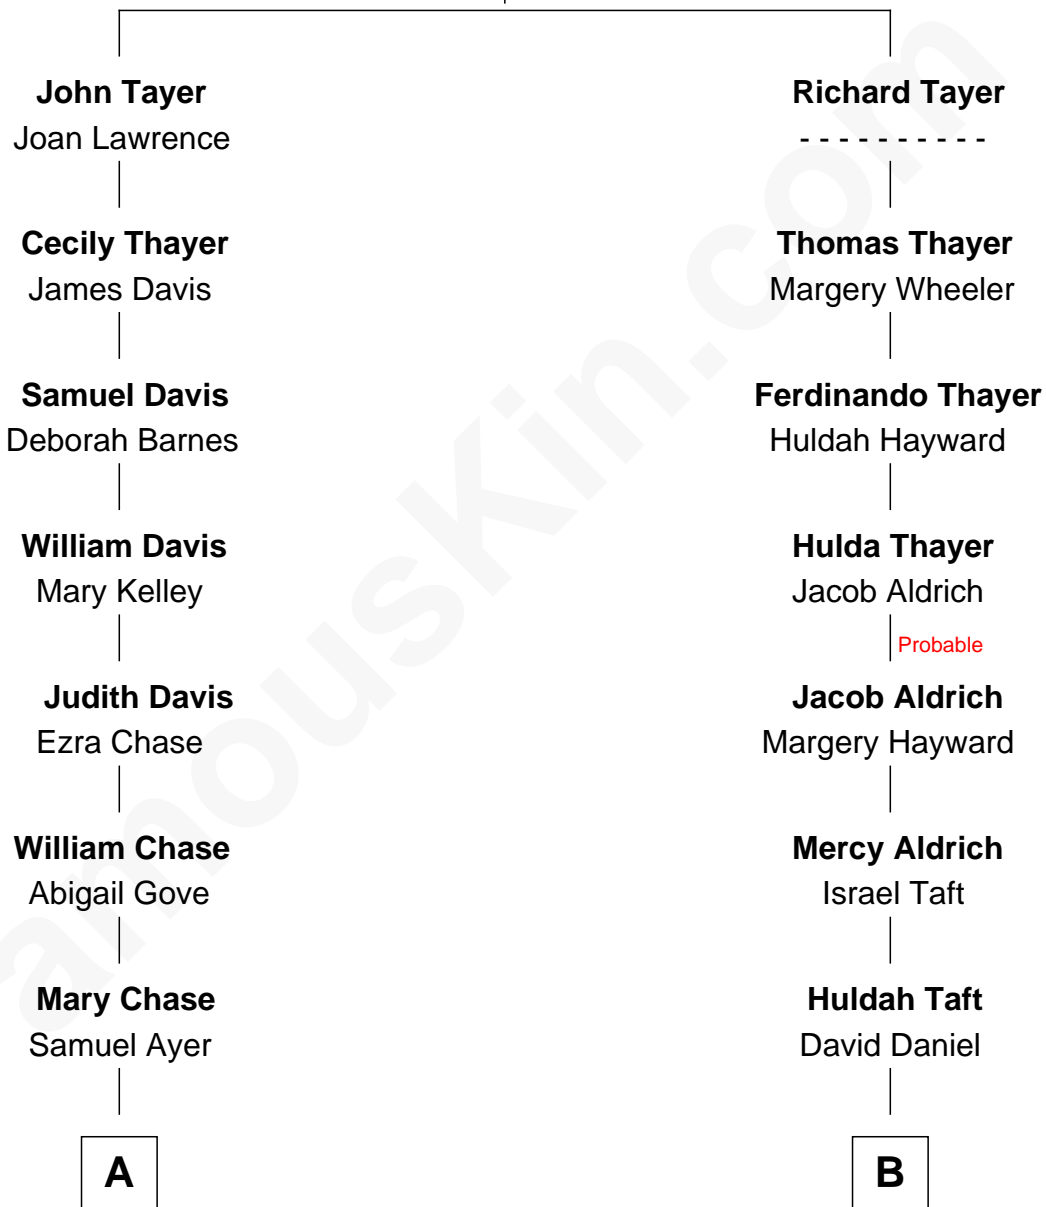 John Tayer
Joan Lawrence
Cecily Thayer
James Davis
Samuel Davis
Deborah Barnes
William Davis
Mary Kelley
Judith Davis
Ezra Chase
William Chase
Abigail Gove
Mary Chase
Samuel Ayer
A
Richard Tayer
- - - - - - - - - -
Thomas Thayer
Margery Wheeler
Ferdinando Thayer
Huldah Hayward
Hulda Thayer
Jacob Aldrich
Probable
Jacob Aldrich
Margery Hayward
Mercy Aldrich
Israel Taft
Huldah Taft
David Daniel
B
amouskin.com